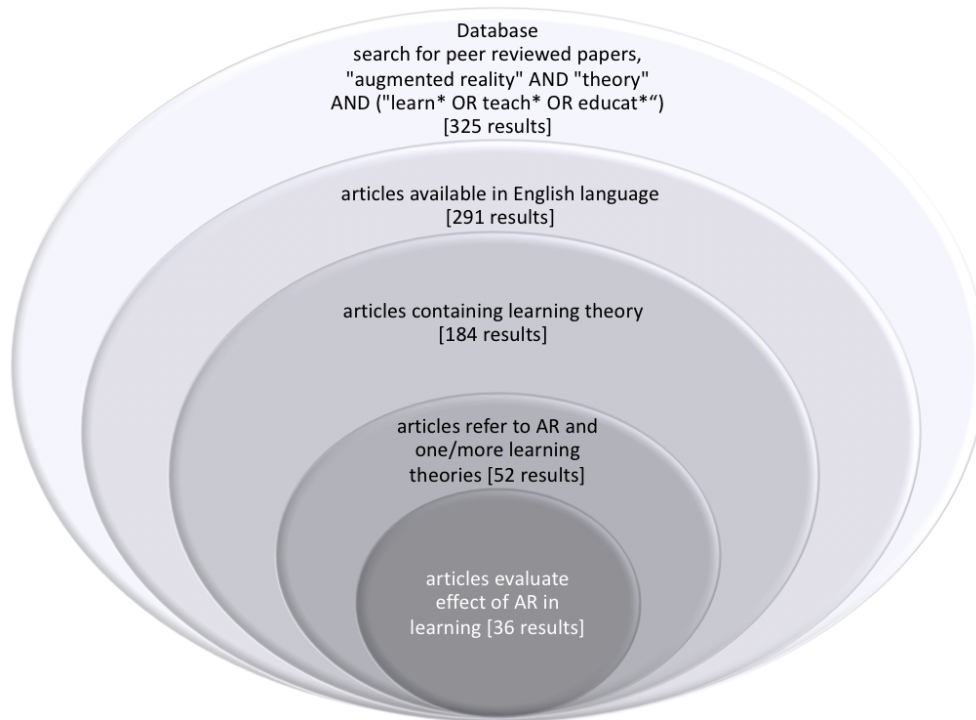 Database
search for peer reviewed papers,
"augmented reality" AND "theory"
AND ("learn* OR teach* OR educat*“)
[325 results]
articles available in English language
[291 results]
articles containing learning theory
[184 results]
articles refer to AR and
one/more learning
theories [52 results]
articles evaluate
effect of AR in
learning [36 results]